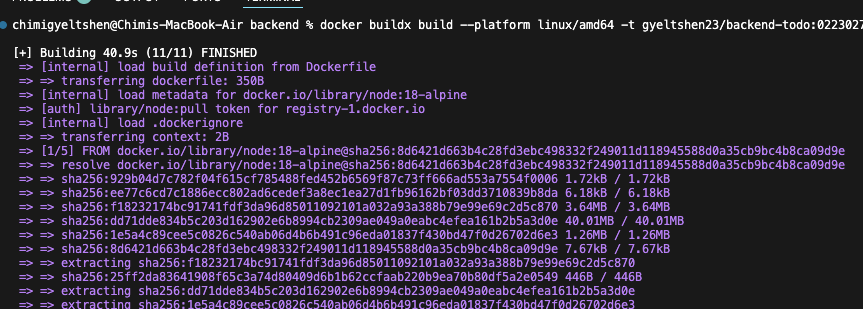 chimigyeltshen@Chimis-MacBook-Air backend % docker buildx build --platform linux/amd64 -t gyeltshen23/backend-todo:0223027
[+] Building 40.9s (11/11) FINISHED
=> [internal] load build definition from Dockerfile
=> => transferring dockerfile: 350B
=> [internal] load metadata for docker.io/library/node:18-alpine
=> [auth] library/node:pull token for registry-1.docker.io
=> [internal] load .dockerignore
=> => transferring context: 2B
=> [1/5] FROM docker.io/library/node:18-alpine@sha256:8d6421d663b4c28fd3ebc498332f249011d118945588d0a35cb9bc4b8ca09d9e
=> => resolve docker.io/library/node:18-alpine@sha256:8d6421d663b4c28fd3ebc498332f249011d118945588d0a35cb9bc4b8ca09d9e
=> => sha256:929b04d7c782f04f615cf785488fed452b6569f87c73ff666ad553a7554f0006 1.72kB / 1.72kB
=> => sha256:ee77c6cd7c1886ecc802ad6cedef3a8ec1ea27d1fb96162bf03dd3710839b8da 6.18kB / 6.18kB
=> => sha256:f18232174bc91741fdf3da96d85011092101a032a93a388b79e99e69c2d5c870 3.64MB / 3.64MB
=> => sha256:dd71dde834b5c203d162902e6b8994cb2309ae049a0eabc4efea161b2b5a3d0e 40.01MB / 40.01MB
=> => sha256:1e5a4c89cee5c0826c540ab06d4b6b491c96eda01837f430bd47f0d26702d6e3 1.26MB / 1.26MB
=> => sha256:8d6421d663b4c28fd3ebc498332f249011d118945588d0a35cb9bc4b8ca09d9e 7.67kB / 7.67kB
=> => extracting sha256:f18232174bc91741fdf3da96d85011092101a032a93a388b79e99e69c2d5c870
=> => sha256:25ff2da83641908f65c3a74d80409d6b1b62ccfaab220b9ea70b80df5a2e0549 446B / 446B
=> => extracting sha256:dd71dde834b5c203d162902e6b8994cb2309ae049a0eabc4efea161b2b5a3d0e
=> => extracting sha256:1e5a4c89cee5c0826c540ab06d4b6b491c96eda01837f430bd47f0d26702d6e3